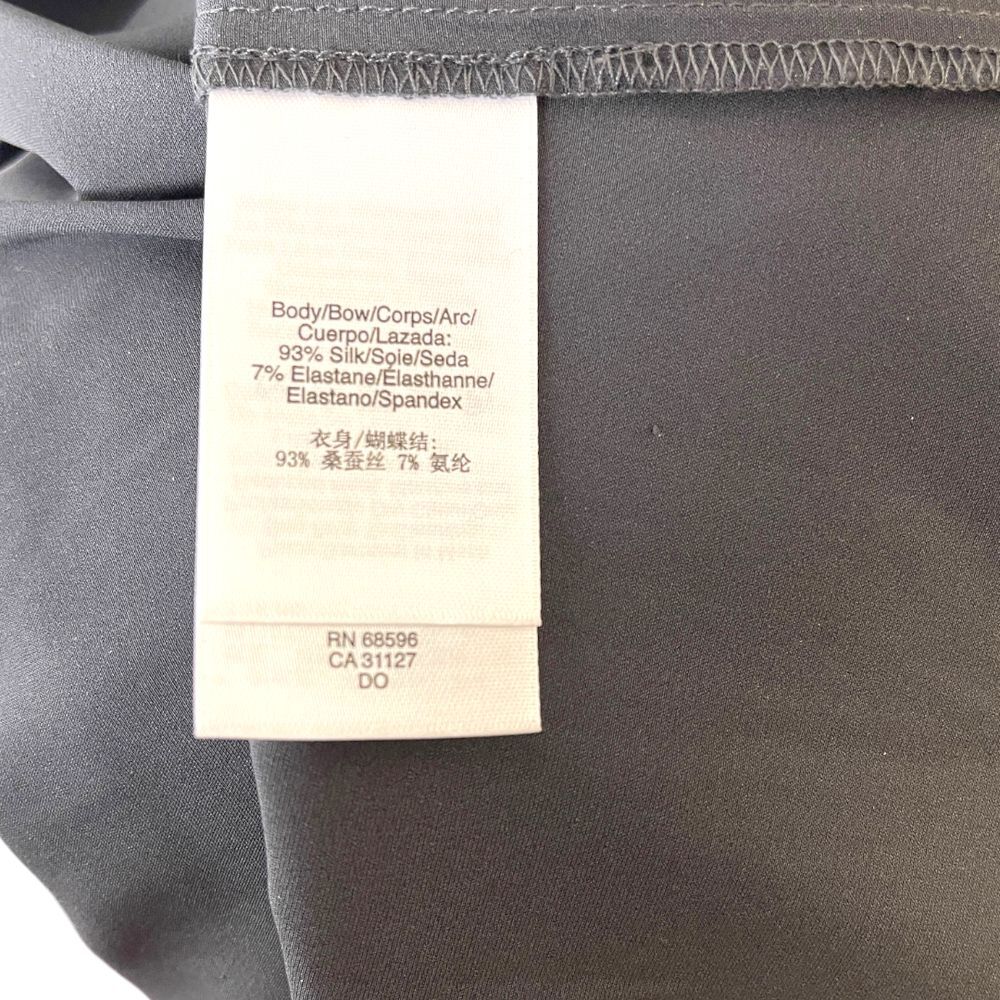 Body/Bow/Corps/Arc/
Cuerpo/Lazada:
93% Silk/Soie/Seda
7% Elastane/Élasthanne/
Elastano/Spandex
衣身/蝴蝶结:
93% 桑蚕丝 7% 氨纶
RN 68596
CA 31127
DO